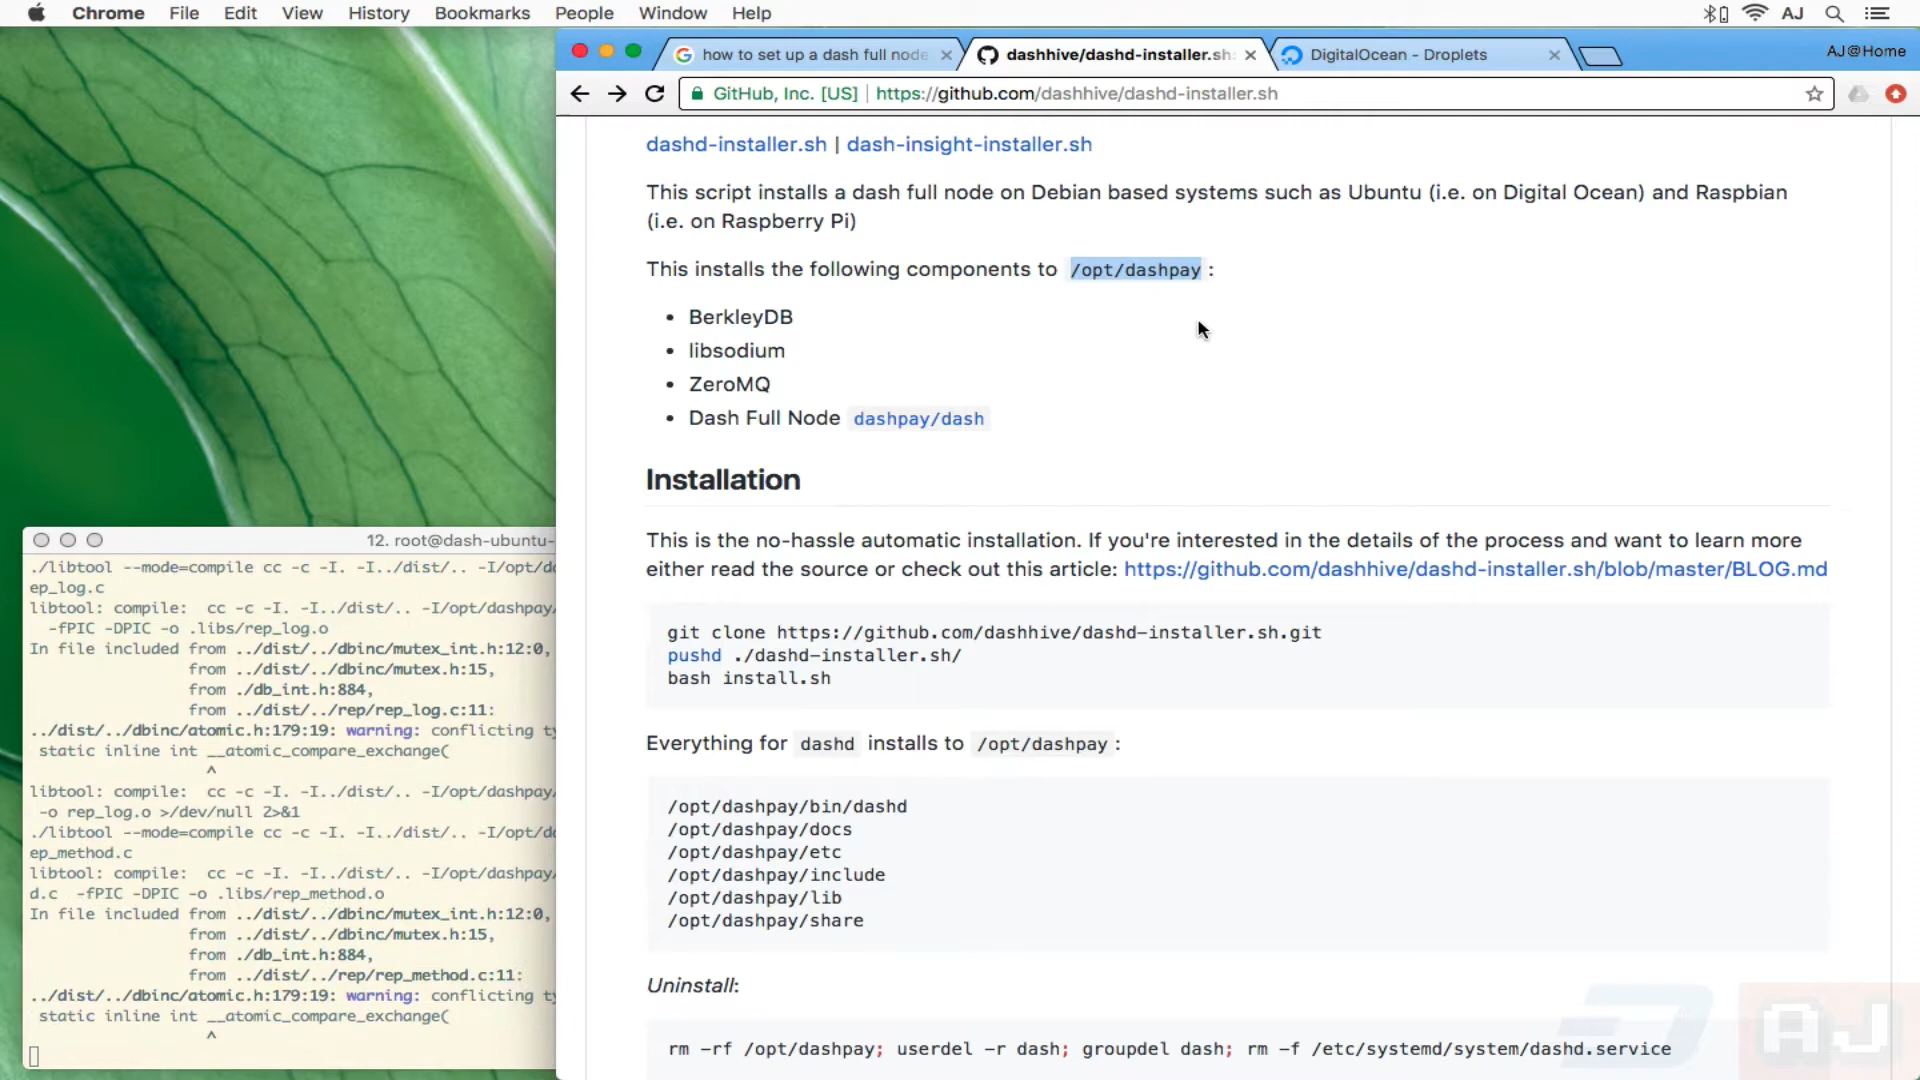 Chrome File Edit View History Bookmarks People Window Help AJ
how to set up a dash full node
dashhive/dashd-installer.sh:
DigitalOcean - Droplets
AJ@Home
GitHub, Inc. [US] | https://github.com/dashhive/dashd-installer.sh
dashd-installer.sh | dash-insight-installer.sh
This script installs a dash full node on Debian based systems such as Ubuntu (i.e. on Digital Ocean) and Raspbian
(i.e. on Raspberry Pi)
This installs the following components to /opt/dashpay :
• BerkleyDB
• libsodium
• ZeroMQ
• Dash Full Node dashpay/dash
Installation
This is the no-hassle automatic installation. If you're interested in the details of the process and want to learn more
either read the source or check out this article: https://github.com/dashhive/dashd-installer.sh/blob/master/BLOG.md
git clone https://github.com/dashhive/dashd-installer.sh.git
pushd ./dashd-installer.sh/
bash install.sh
Everything for dashd installs to /opt/dashpay :
/opt/dashpay/bin/dashd
/opt/dashpay/docs
/opt/dashpay/etc
/opt/dashpay/include
/opt/dashpay/lib
/opt/dashpay/share
Uninstall:
rm -rf /opt/dashpay; userdel -r dash; groupdel dash; rm -f /etc/systemd/system/dashd.service
12. root@dash-ubuntu-
./libtool --mode=compile cc -c -I. -I../dist/.. -I/opt/da
ep_log.c
libtool: compile:  cc -c -I. -I../dist/.. -I/opt/dashpay/
-fPIC -DPIC -o .libs/rep_log.o
In file included from ../dist/../dbinc/mutex_int.h:12:0,
from ../dist/../dbinc/mutex.h:15,
from ./db_int.h:884,
from ../dist/../rep/rep_log.c:11:
../dist/../dbinc/atomic.h:179:19: warning: conflicting ty
static inline int __atomic_compare_exchange(
^
libtool: compile:  cc -c -I. -I../dist/.. -I/opt/dashpay/
-o rep_log.o >/dev/null 2>&1
./libtool --mode=compile cc -c -I. -I../dist/.. -I/opt/da
ep_method.c
libtool: compile:  cc -c -I. -I../dist/.. -I/opt/dashpay/
d.c  -fPIC -DPIC -o .libs/rep_method.o
In file included from ../dist/../dbinc/mutex_int.h:12:0,
from ../dist/../dbinc/mutex.h:15,
from ./db_int.h:884,
from ../dist/../rep/rep_method.c:11:
../dist/../dbinc/atomic.h:179:19: warning: conflicting ty
static inline int __atomic_compare_exchange(
^
AJ